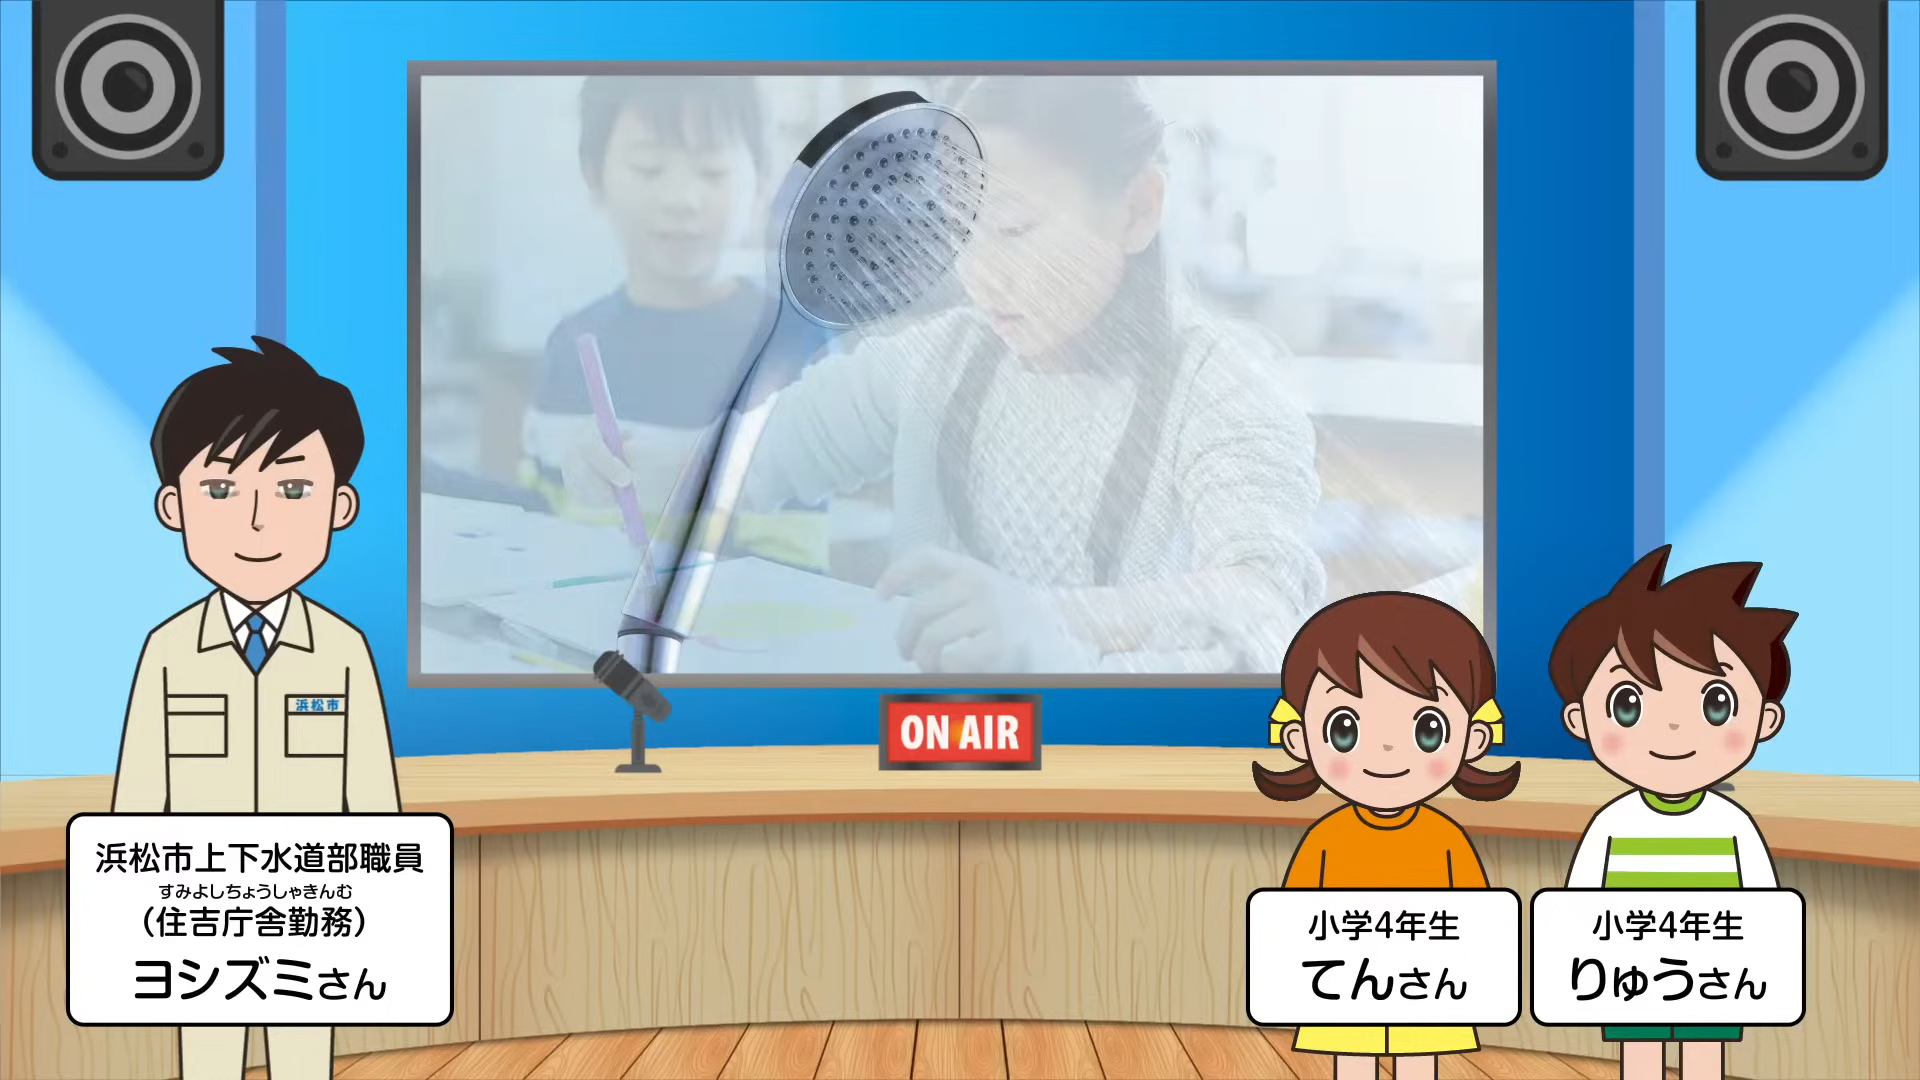 浜松市
ON AIR
浜松市上下水道部職員
すみよしちょうしゃきんむ
（住吉庁舎勤務）
ヨシズミさん
小学4年生
てんさん
小学4年生
りゅうさん